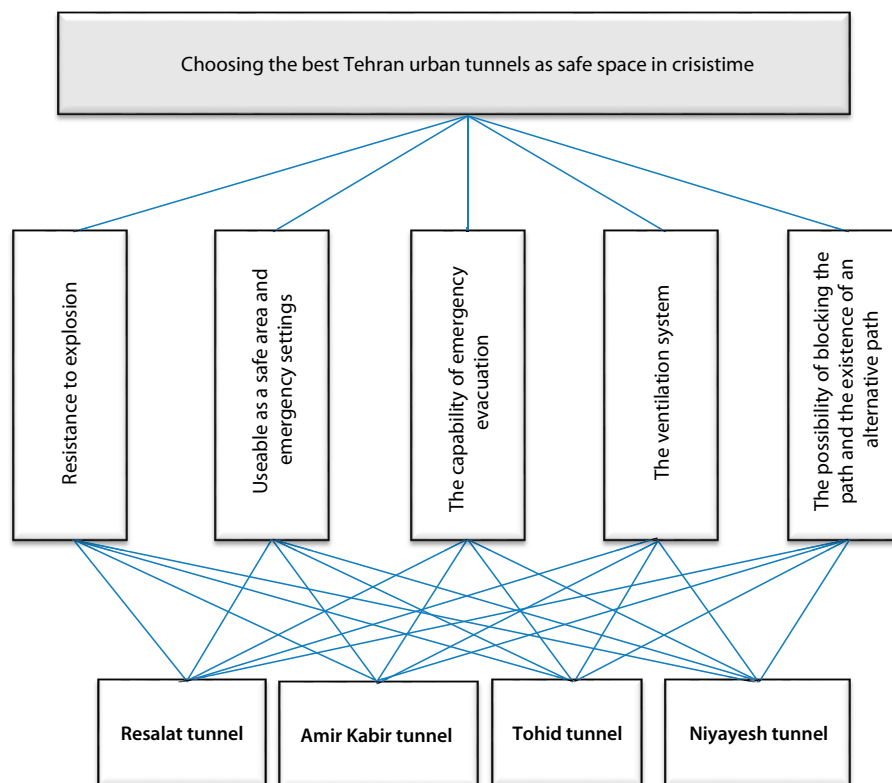 Choosing the best Tehran urban tunnels as safe space in crisistime
Resistance to explosion
Useable as a safe area and
emergency settings
The capability of emergency
evacuation
The ventilation system
The possibility of blocking the
path and the existence of an
alternative path
Resalat tunnel
Amir Kabir tunnel
Tohid tunnel
Niyayesh tunnel